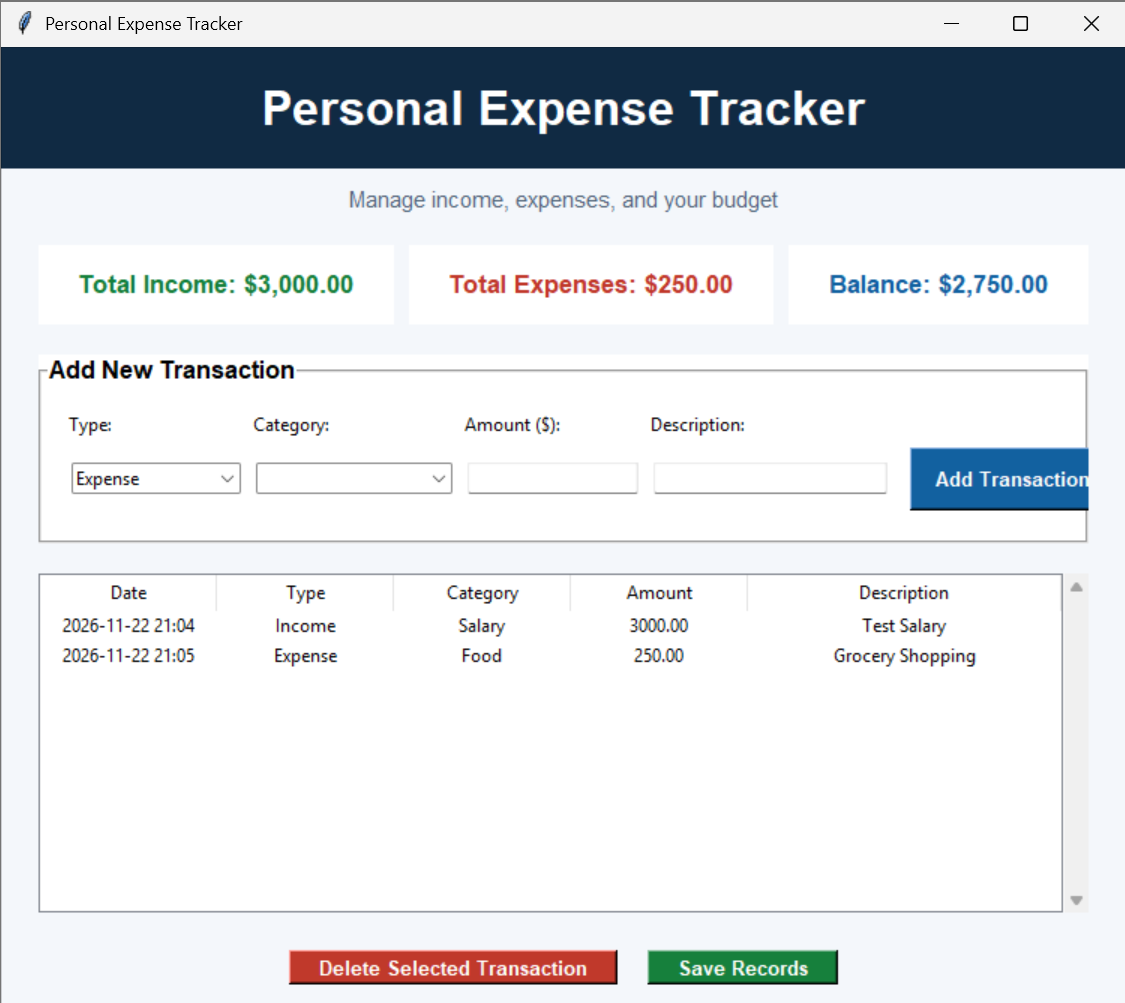 Personal Expense Tracker
Personal Expense Tracker
Manage income, expenses, and your budget
Total Income: $3,000.00 Total Expenses: $250.00 Balance: $2,750.00
Add New Transaction
Type: Category: Amount ($): Description:
Expense Add Transaction
Date Type Category Amount Description
2026-11-22 21:04 Income Salary 3000.00 Test Salary
2026-11-22 21:05 Expense Food 250.00 Grocery Shopping
Delete Selected Transaction Save Records